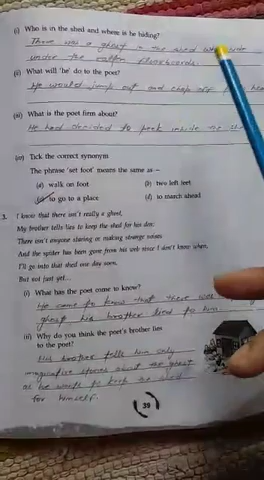 (i) Who is in the shed and where is he hiding?
There was a ghost in the shed who
under the rotten floorboards.
(ii) What will 'he' do to the poet?
He would jump out and chop off
(iii) What is the poet firm about?
He had decided to peek inside the
(iv) Tick the correct synonym
The phrase 'set foot' means the same as –
(a) walk on foot (b) two left feet
(c) to go to a place (d) to march ahead
3. I know that there isn't really a ghost,
My brother tells lies to keep the shed for his den;
There isn't anyone staring or making strange noises
And the spider has been gone from his web since I don't know when,
I'll go into that shed one day soon,
But not just yet...
(i) What has the poet come to know?
He came to know that there was
ghost his brother lied to him
(ii) Why do you think the poet's brother lies
to the poet?
His brother tells him only
stories about the ghost
as he wants to keep the shed
for himself.
39